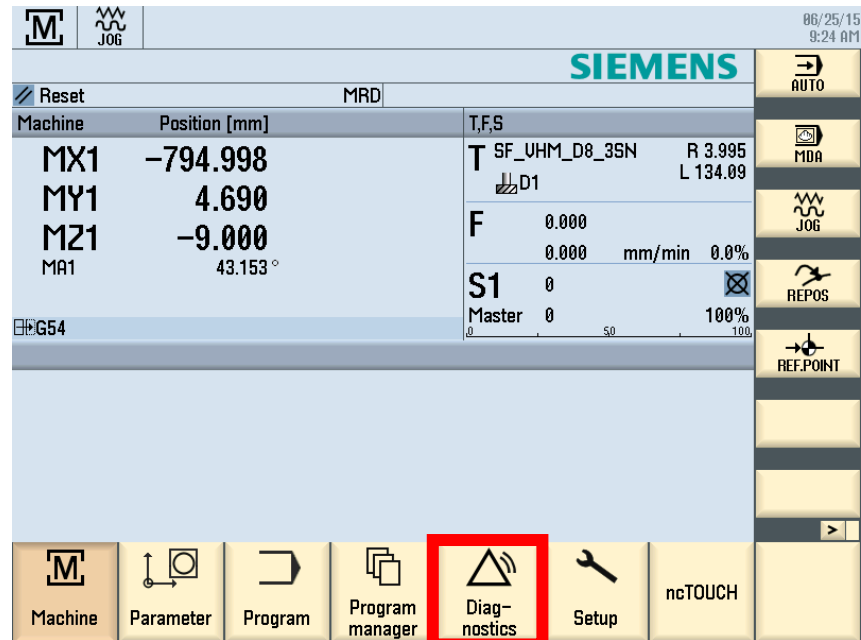 M
JOG
06/25/15
9:24 AM
SIEMENS
Reset
MRD
Machine Position [mm]
T,F,S
MX1 -794.998
MY1 4.690
MZ1 -9.000
MA1 43.153 °
G54
T SF_VHM_D8_35N R 3.995
D1 L 134.09
F 0.000
0.000 mm/min 0.0%
S1 0
Master 0 100%
0 50 100
AUTO
MDA
JOG
REPOS
REF.POINT
>
M
Machine
Parameter
Program
Program
manager
Diag-
nostics
Setup
ncTOUCH